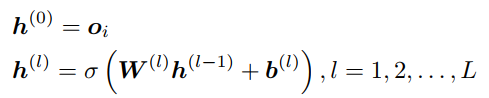 h^{(0)} = o_i
h^{(l)} = σ ( W^{(l)} h^{(l−1)} + b^{(l)} ) , l = 1, 2, . . . , L